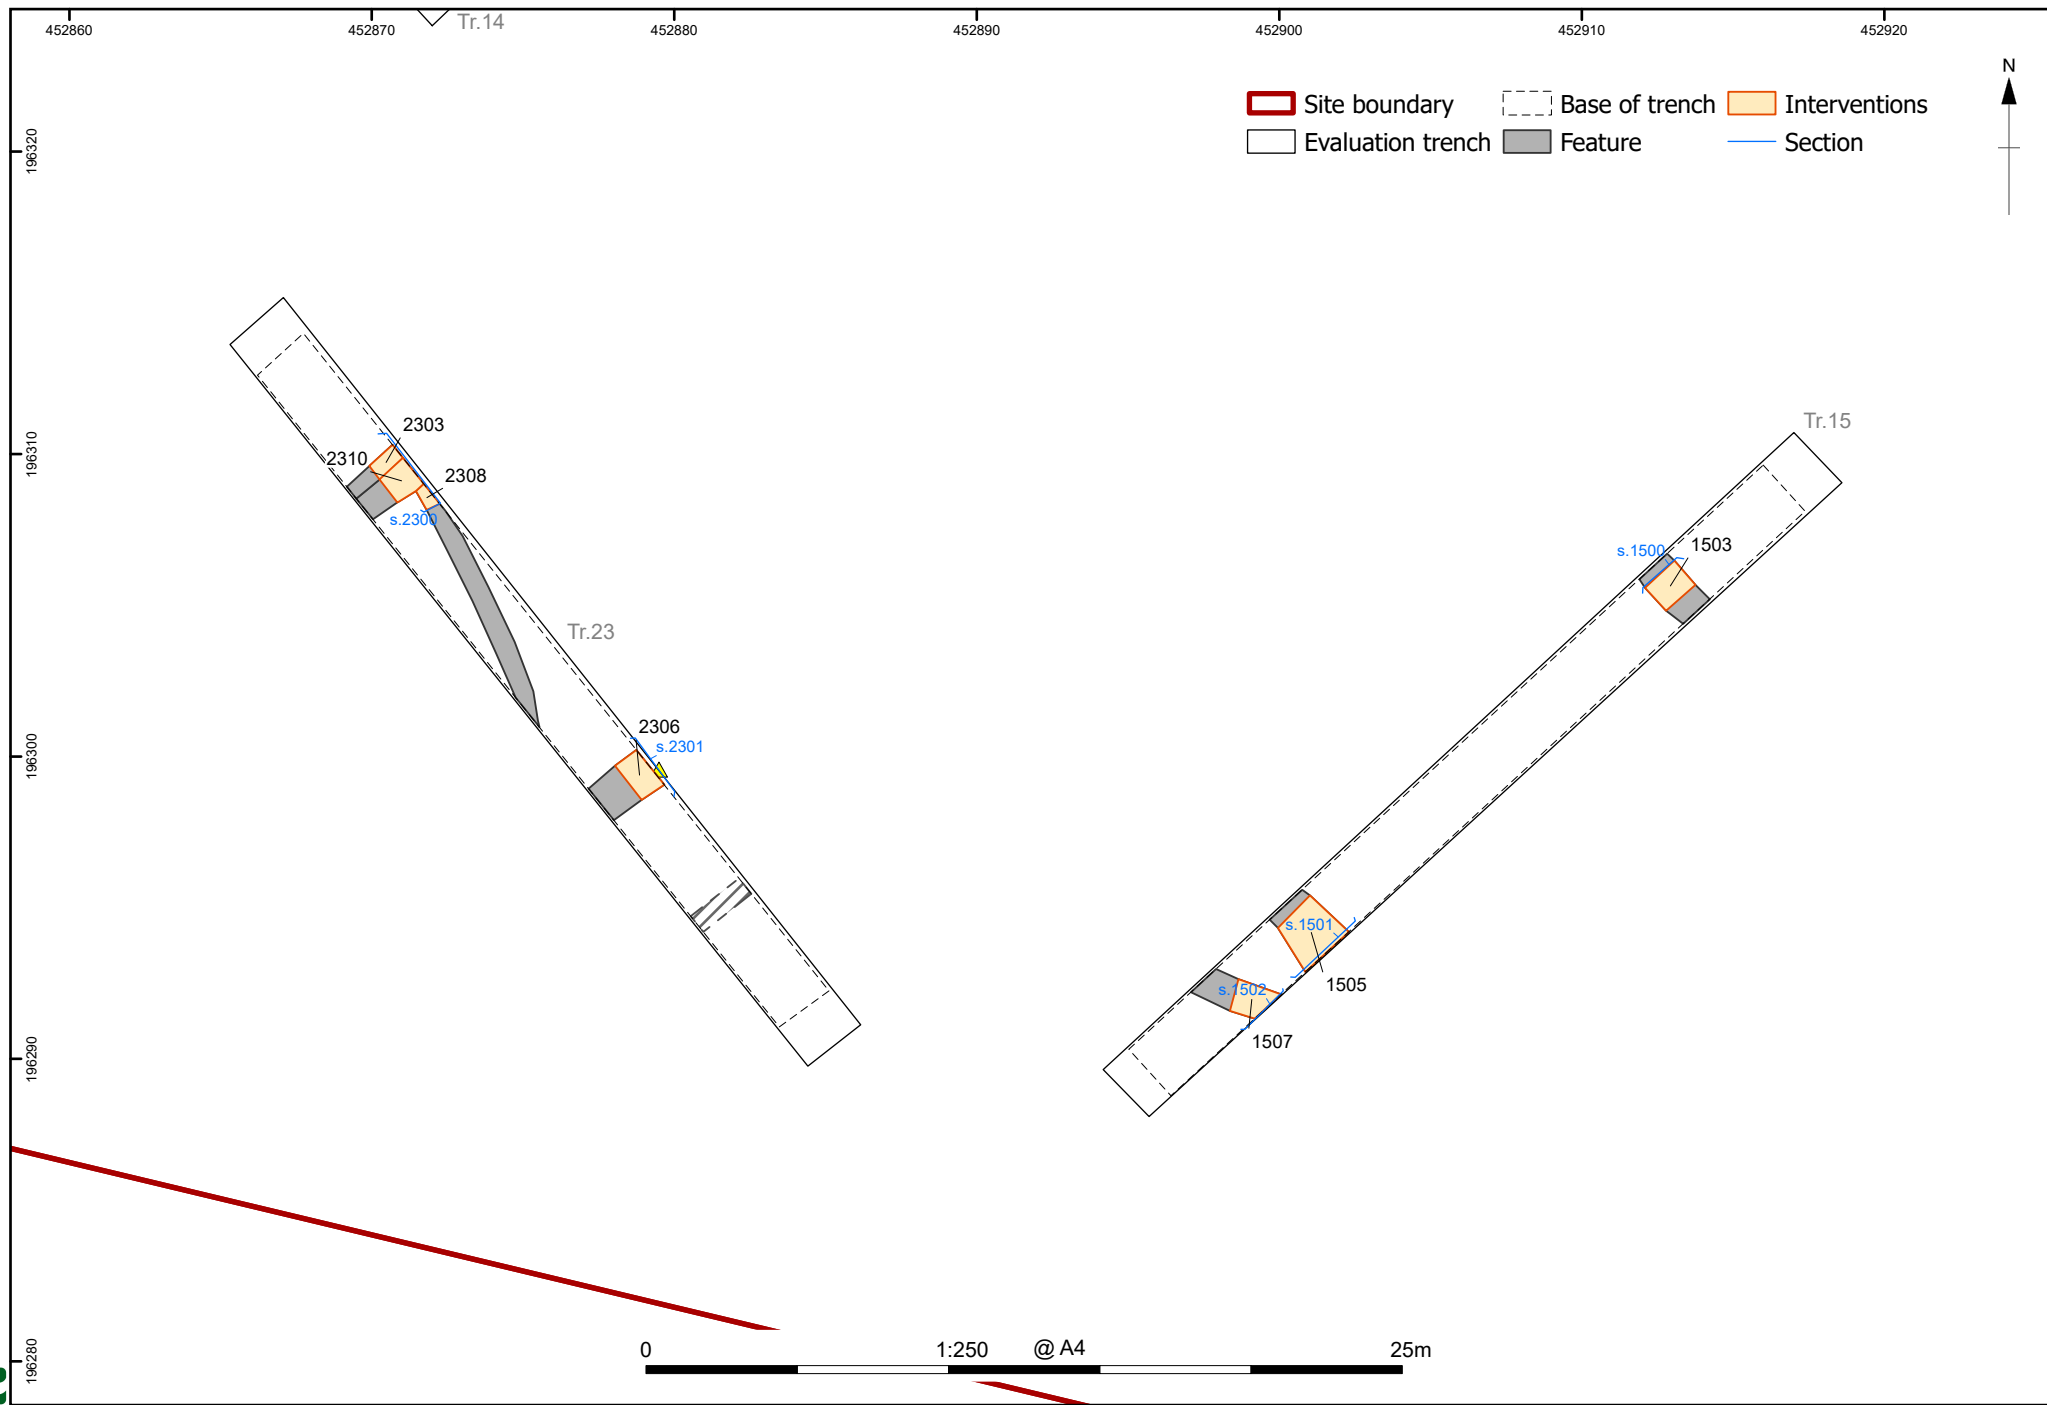 Tr.14
452860 452870 452880 452890 452900 452910 452920
N
Site boundary Base of trench Interventions
Evaluation trench Feature Section
196320
196310
196300
196290
196280
2303
2310
2308
s.2300
Tr.23
2306
s.2301
Tr.15
s.1500
1503
s.1501
1505
s.1502
1507
0 1:250 @ A4 25m